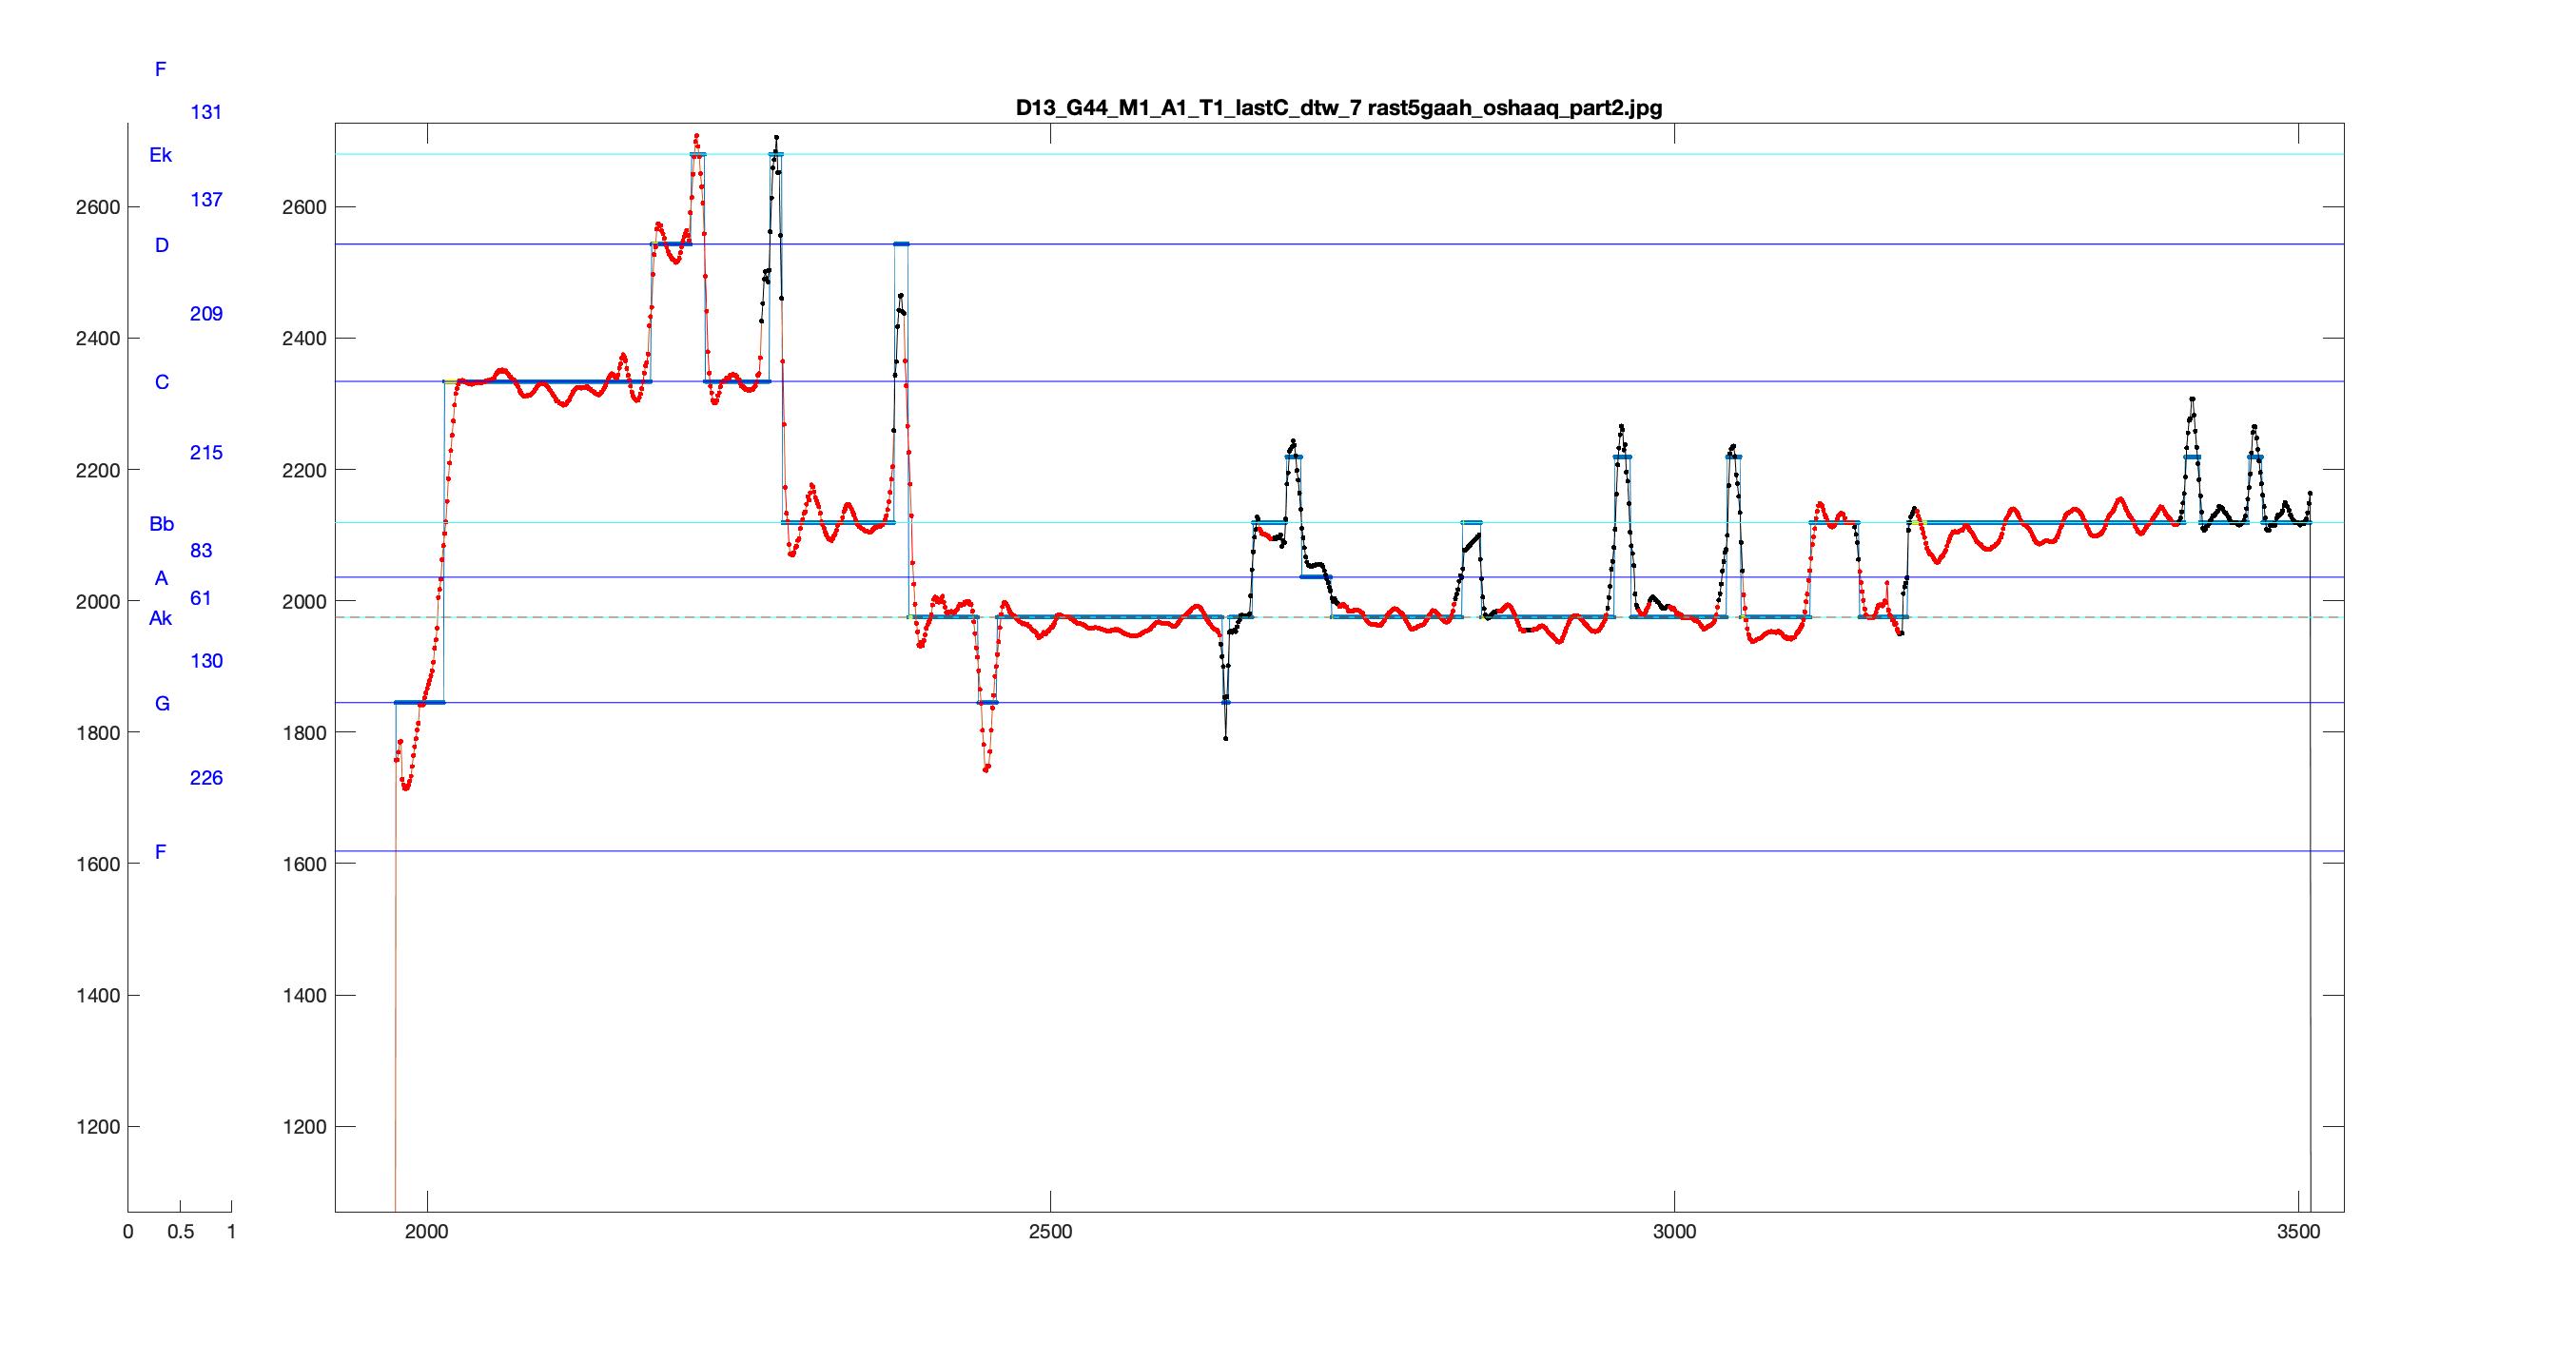 F
131
D13_G44_M1_A1_T1_lastC_dtw_7 rast5gaah_oshaaq_part2.jpg
Ek
137
2600 2600
D
209
2400 2400
C
215
2200 2200
Bb
83
A
2000 61 2000
Ak
130
G
1800 1800
226
F
1600 1600
1400 1400
1200 1200
0 0.5 1 2000 2500 3000 3500